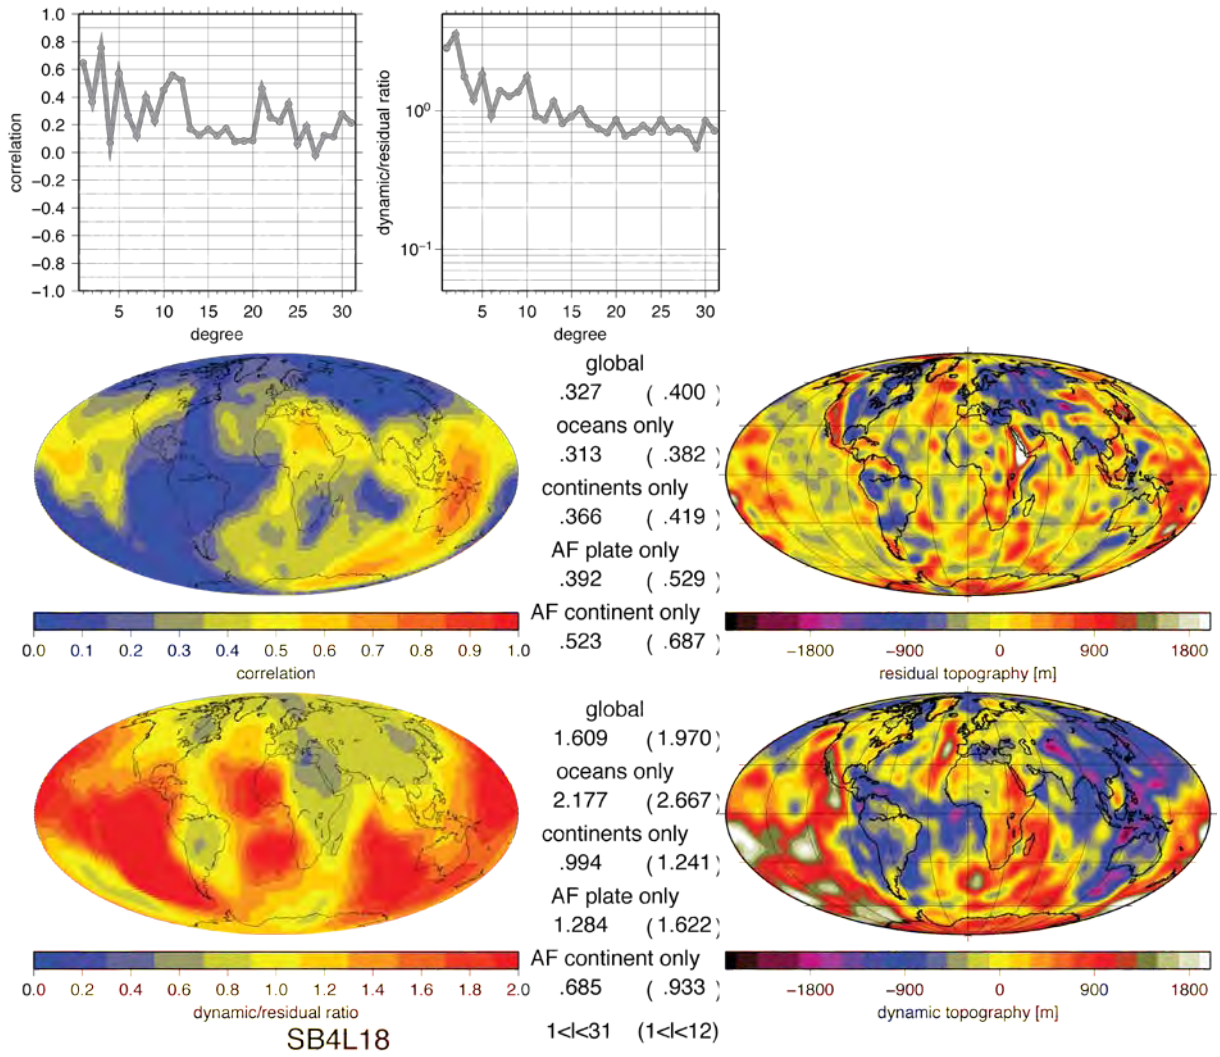 1.0
0.8
0.6
0.4
0.2
0.0
−0.2
−0.4
−0.6
−0.8
−1.0
correlation
5 10 15 20 25 30
degree
10⁰
10⁻¹
dynamic/residual ratio
5 10 15 20 25 30
degree
global
.327 ( .400 )
oceans only
.313 ( .382 )
continents only
.366 ( .419 )
AF plate only
.392 ( .529 )
AF continent only
.523 ( .687 )
0.0 0.1 0.2 0.3 0.4 0.5 0.6 0.7 0.8 0.9 1.0
correlation
−1800 −900 0 900 1800
residual topography [m]
global
1.609 (1.970)
oceans only
2.177 (2.667)
continents only
.994 (1.241)
AF plate only
1.284 (1.622)
AF continent only
.685 ( .933 )
0.0 0.2 0.4 0.6 0.8 1.0 1.2 1.4 1.6 1.8 2.0
dynamic/residual ratio
−1800 −900 0 900 1800
dynamic topography [m]
SB4L18
1<l<31 (1<l<12)